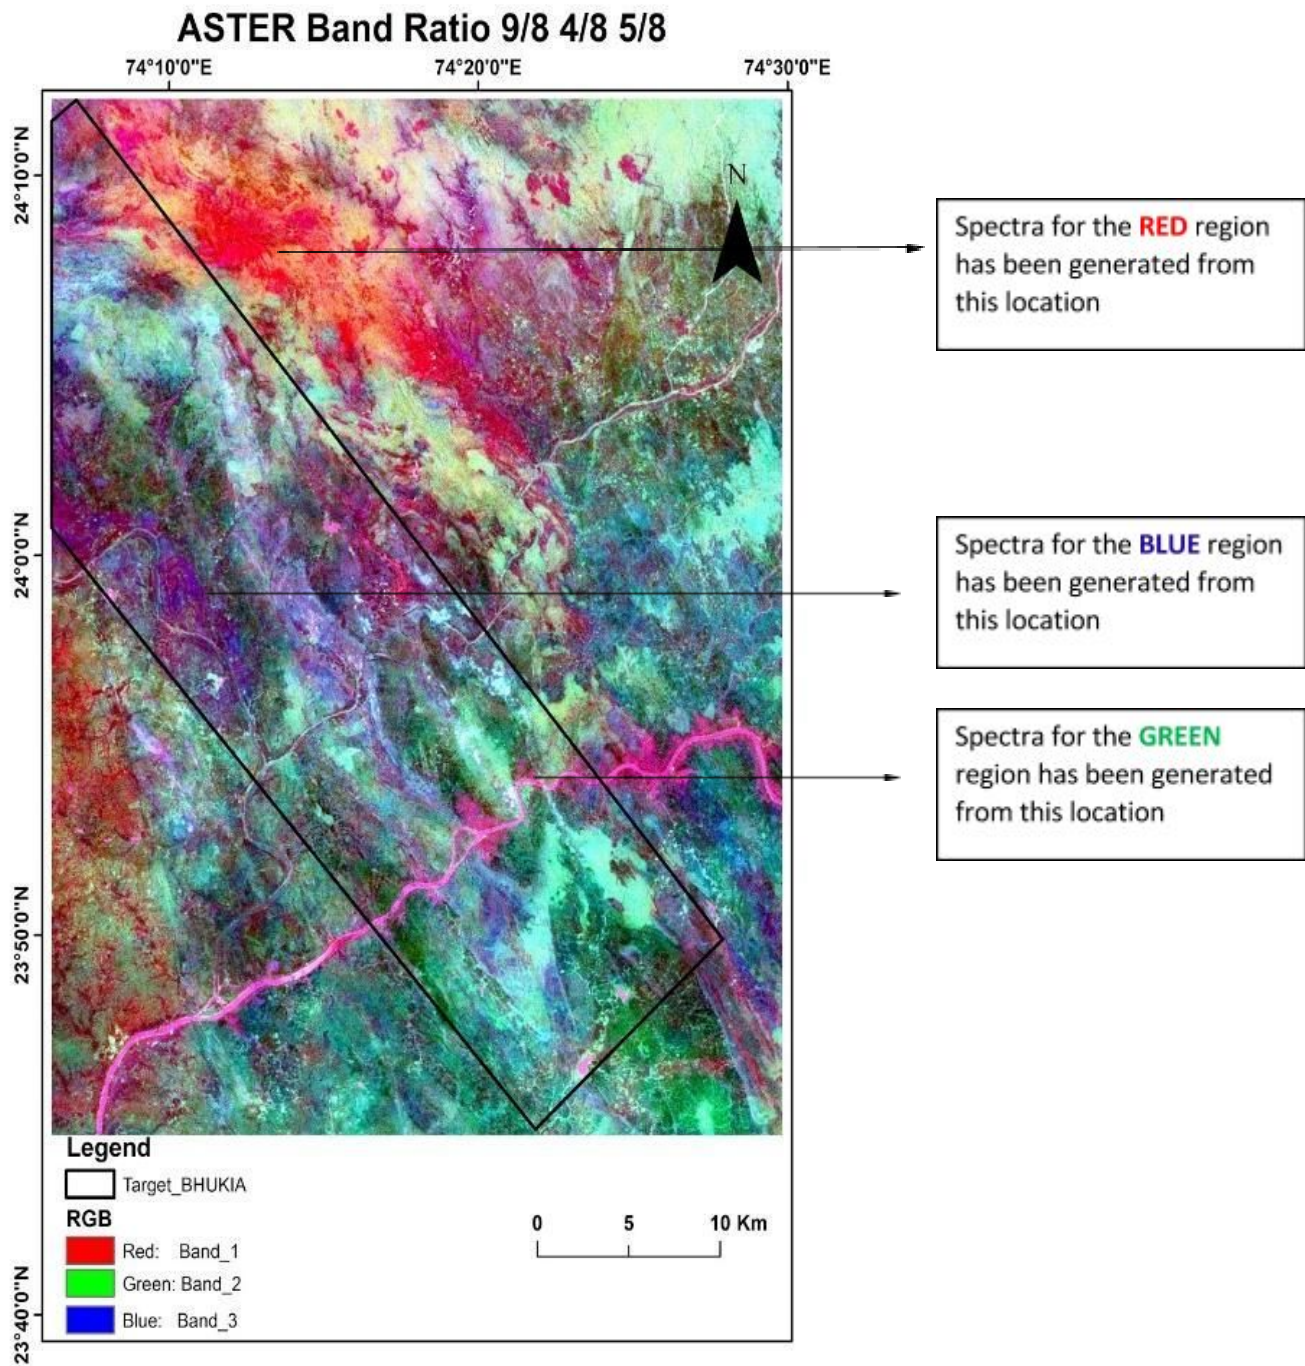 ASTER Band Ratio 9/8 4/8 5/8
74°10'0"E
74°20'0"E
74°30'0"E
24°10'0"N
24°0'0"N
23°50'0"N
23°40'0"N
N
Spectra for the RED region
has been generated from
this location
Spectra for the BLUE region
has been generated from
this location
Spectra for the GREEN
region has been generated
from this location
Legend
Target_BHUKIA
RGB
Red: Band_1
Green: Band_2
Blue: Band_3
0 5 10 Km